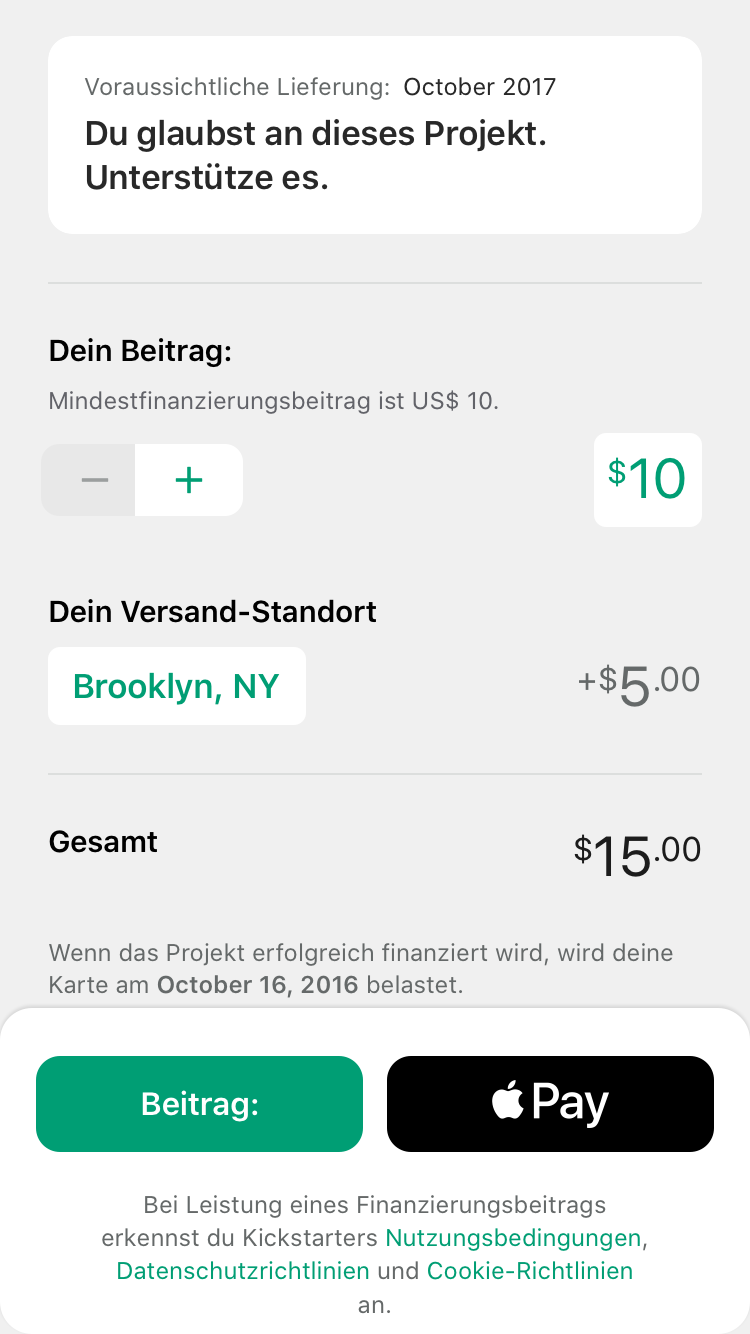 Voraussichtliche Lieferung: October 2017
Du glaubst an dieses Projekt.
Unterstütze es.
Dein Beitrag:
Mindestfinanzierungsbeitrag ist US$ 10.
− + $10
Dein Versand-Standort
Brooklyn, NY +$5.00
Gesamt $15.00
Wenn das Projekt erfolgreich finanziert wird, wird deine
Karte am October 16, 2016 belastet.
Beitrag: Pay
Bei Leistung eines Finanzierungsbeitrags
erkennst du Kickstarters Nutzungsbedingungen,
Datenschutzrichtlinien und Cookie-Richtlinien
an.